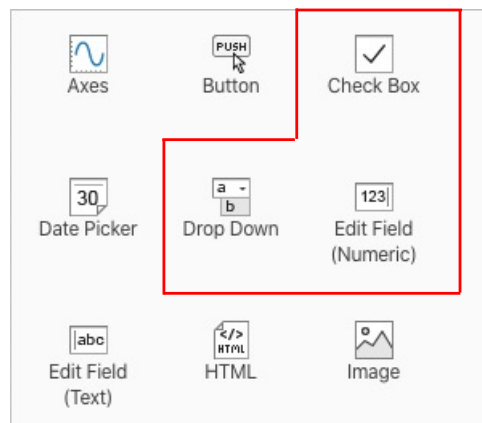 PUSH
Axes
Button
Check Box
30
a
b
123
Date Picker
Drop Down
Edit Field
(Numeric)
abc
</>
HTML
Edit Field
(Text)
HTML
Image